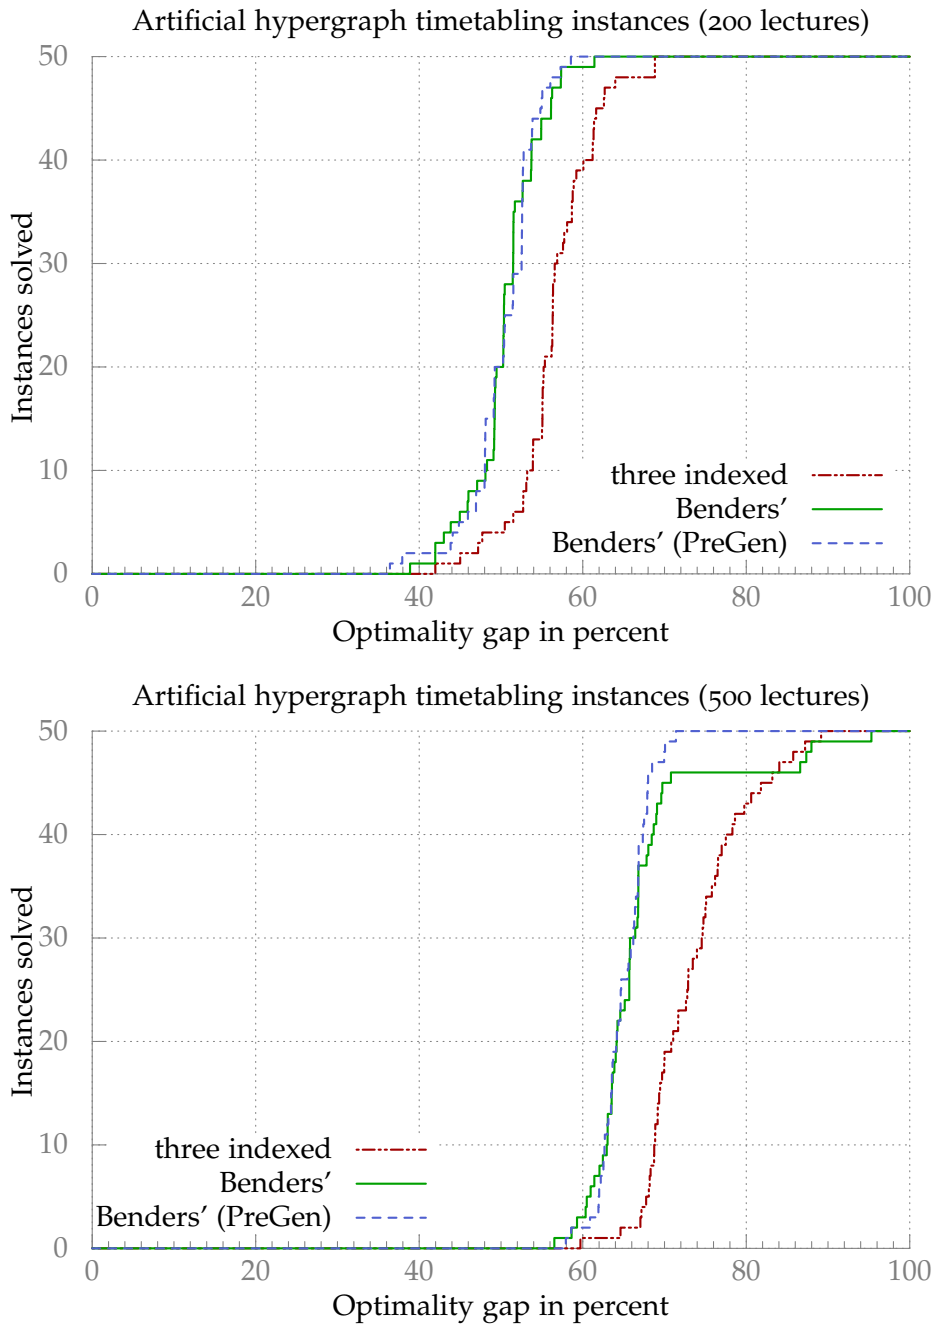 Artificial hypergraph timetabling instances (200 lectures)
50
40
30
20
10
0
Instances solved
three indexed
Benders'
Benders' (PreGen)
0 20 40 60 80 100
Optimality gap in percent
Artificial hypergraph timetabling instances (500 lectures)
50
40
30
20
10
0
Instances solved
three indexed
Benders'
Benders' (PreGen)
0 20 40 60 80 100
Optimality gap in percent